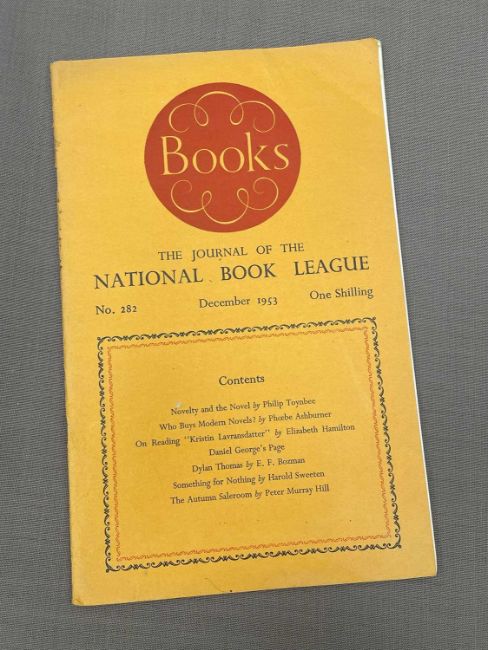 Books
THE JOURNAL OF THE
NATIONAL BOOK LEAGUE
No. 282 December 1953 One Shilling
Contents
Novelty and the Novel by Philip Toynbee
Who Buys Modern Novels? by Phœbe Ashburner
On Reading "Kristin Lavransdatter" by Elizabeth Hamilton
Daniel George's Page
Dylan Thomas by E. F. Bozman
Something for Nothing by Harold Sweeten
The Autumn Saleroom by Peter Murray Hill